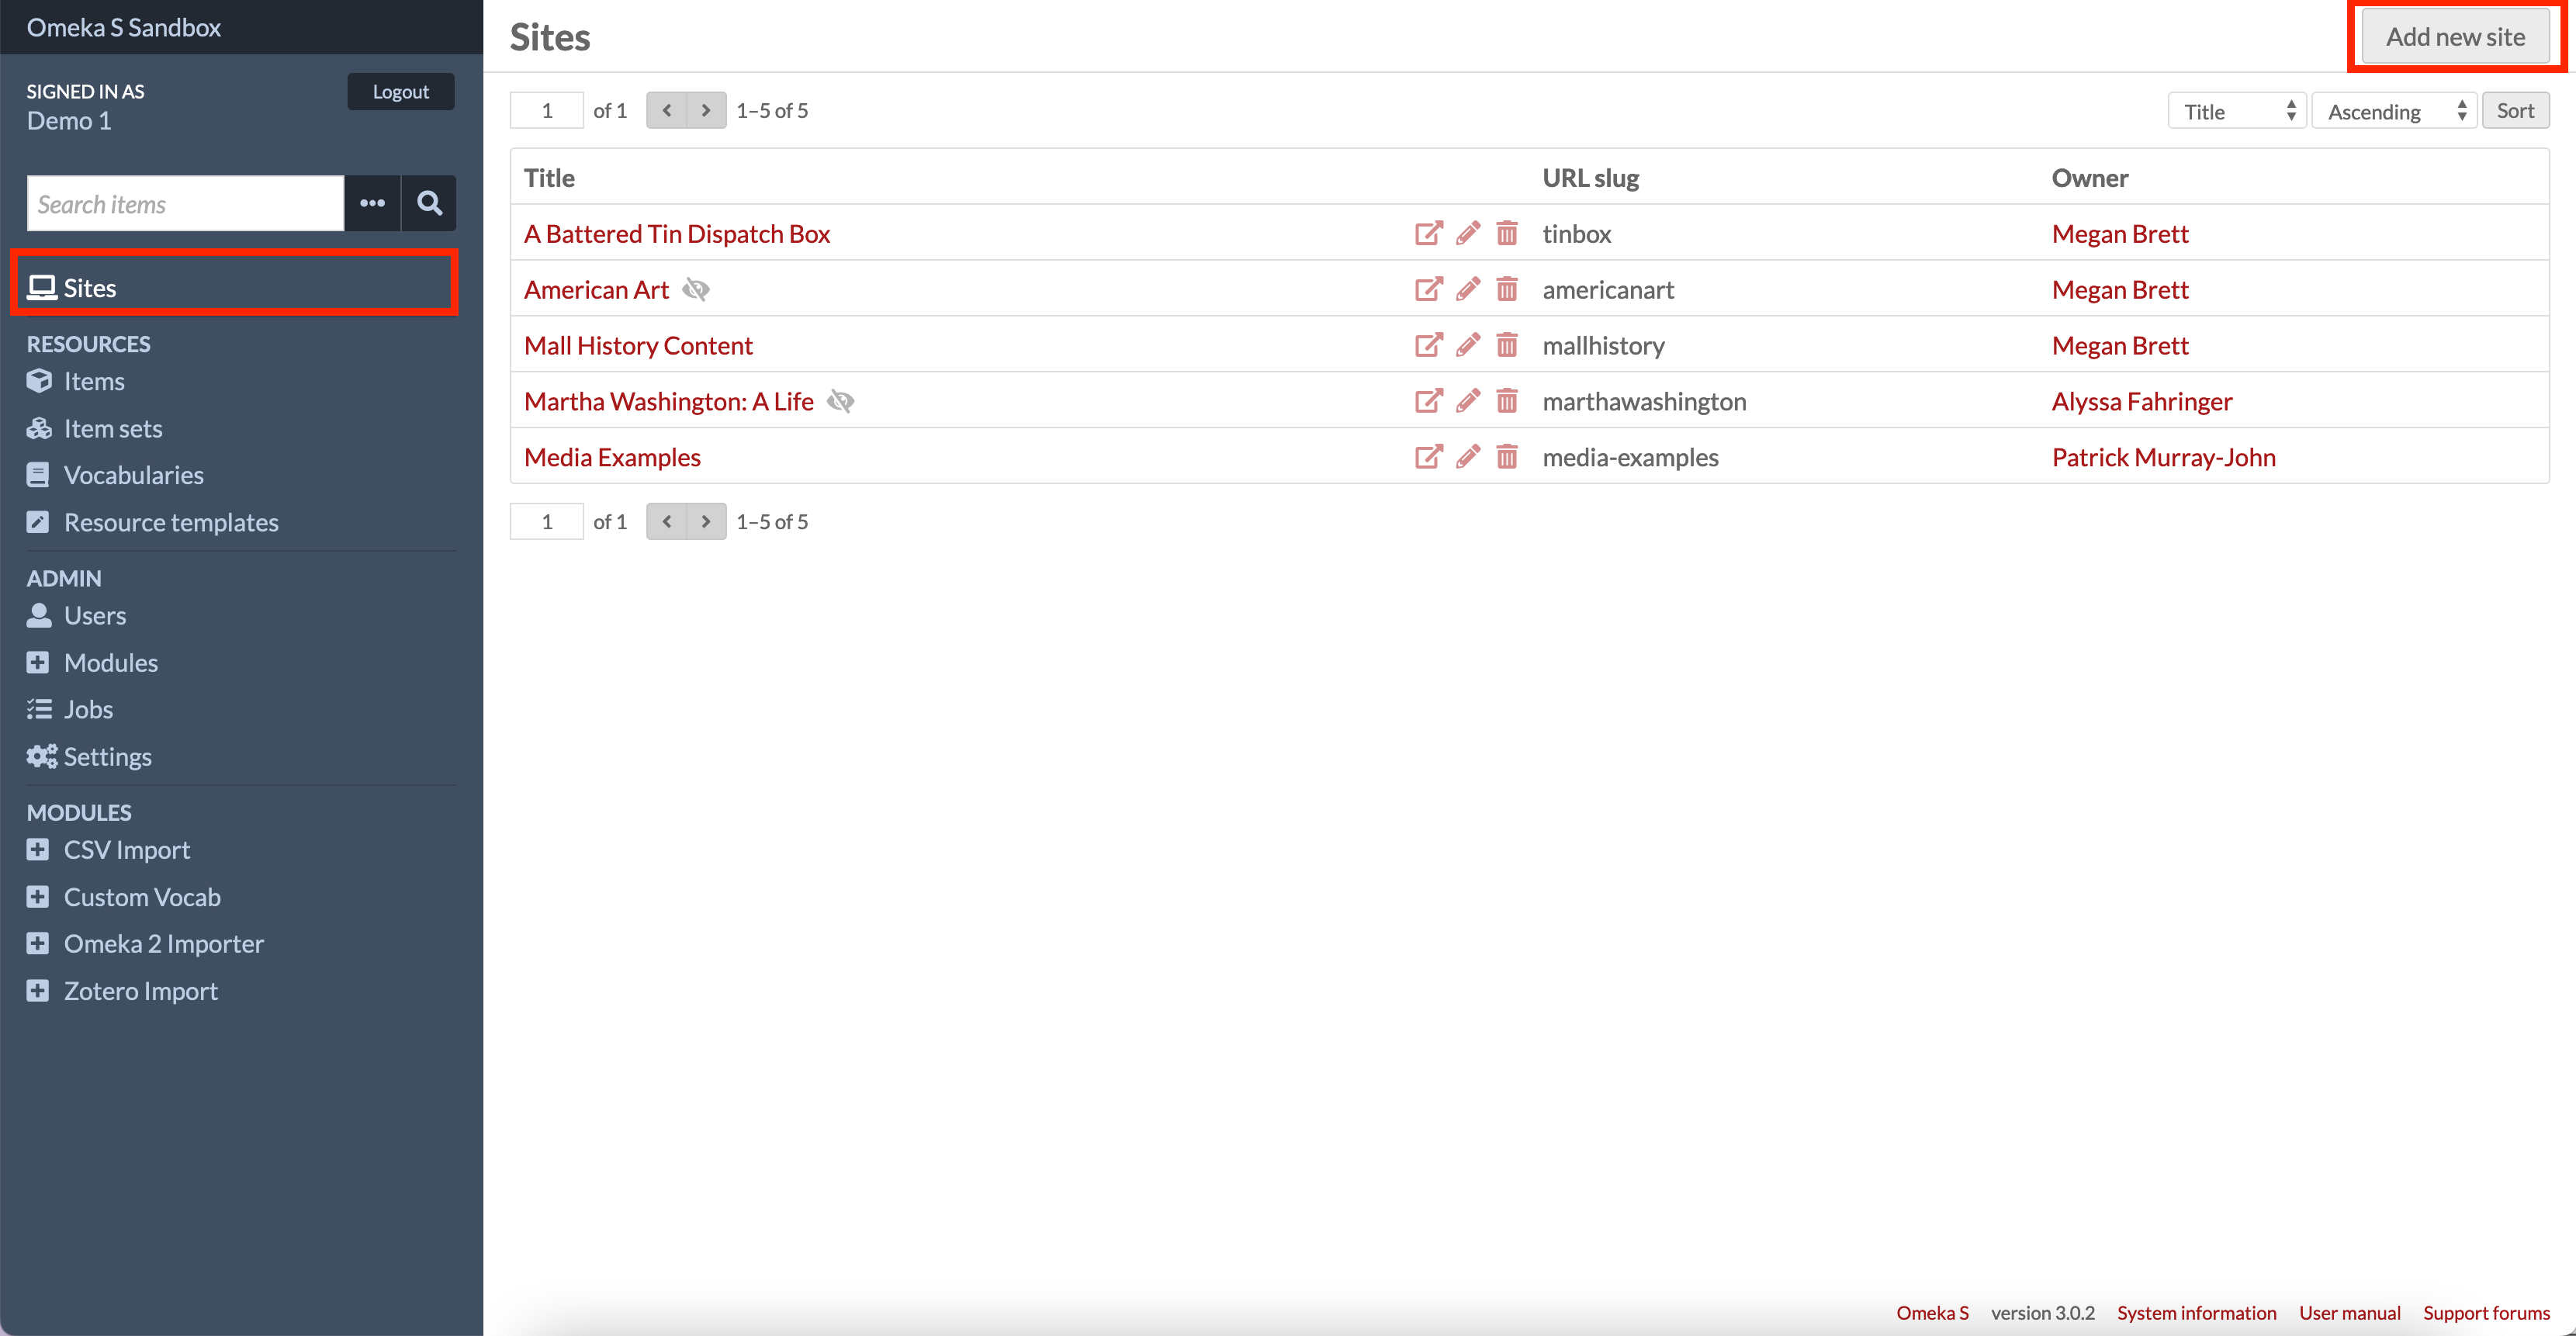 Omeka S Sandbox
SIGNED IN AS
Logout
Demo 1
Search items
Sites
RESOURCES
Items
Item sets
Vocabularies
Resource templates
ADMIN
Users
Modules
Jobs
Settings
MODULES
CSV Import
Custom Vocab
Omeka 2 Importer
Zotero Import
Sites
Add new site
1 of 1 1–5 of 5
Title Ascending Sort
Title URL slug Owner
A Battered Tin Dispatch Box tinbox Megan Brett
American Art americanart Megan Brett
Mall History Content mallhistory Megan Brett
Martha Washington: A Life marthawashington Alyssa Fahringer
Media Examples media-examples Patrick Murray-John
1 of 1 1–5 of 5
Omeka S version 3.0.2 System information User manual Support forums